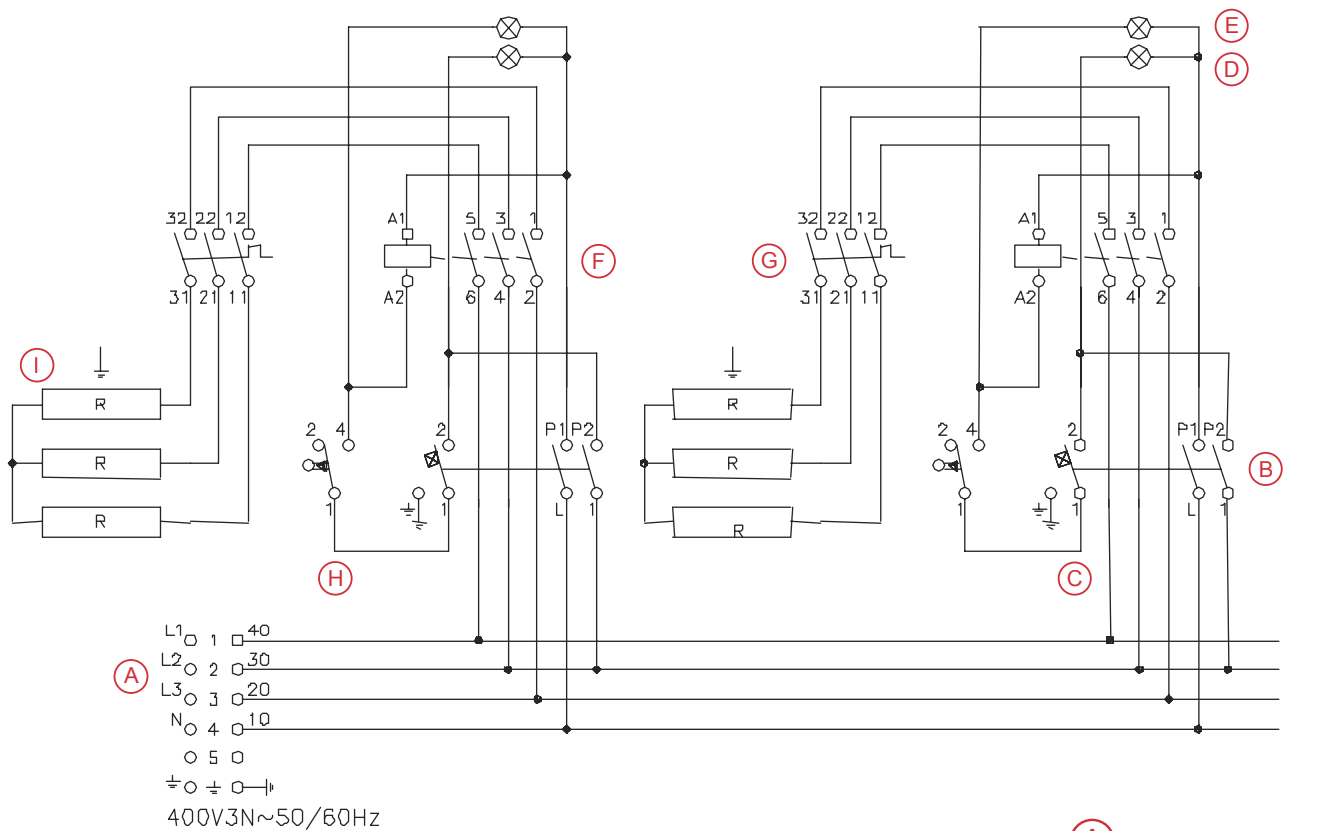 E
D
32 22 12
A1
5 3 1
32 22 12
A1
5 3 1
F
G
31 21 11
A2
6 4 2
31 21 11
A2
6 4 2
I
R
R
2 4
2
P1 P2
R
2 4
2
P1 P2
R
R
B
R
1
1
L 1
R
1
1
L 1
H
C
L1 1 40
L2 2 30
A
L3 3 20
N 4 10
5
400V3N~50/60Hz